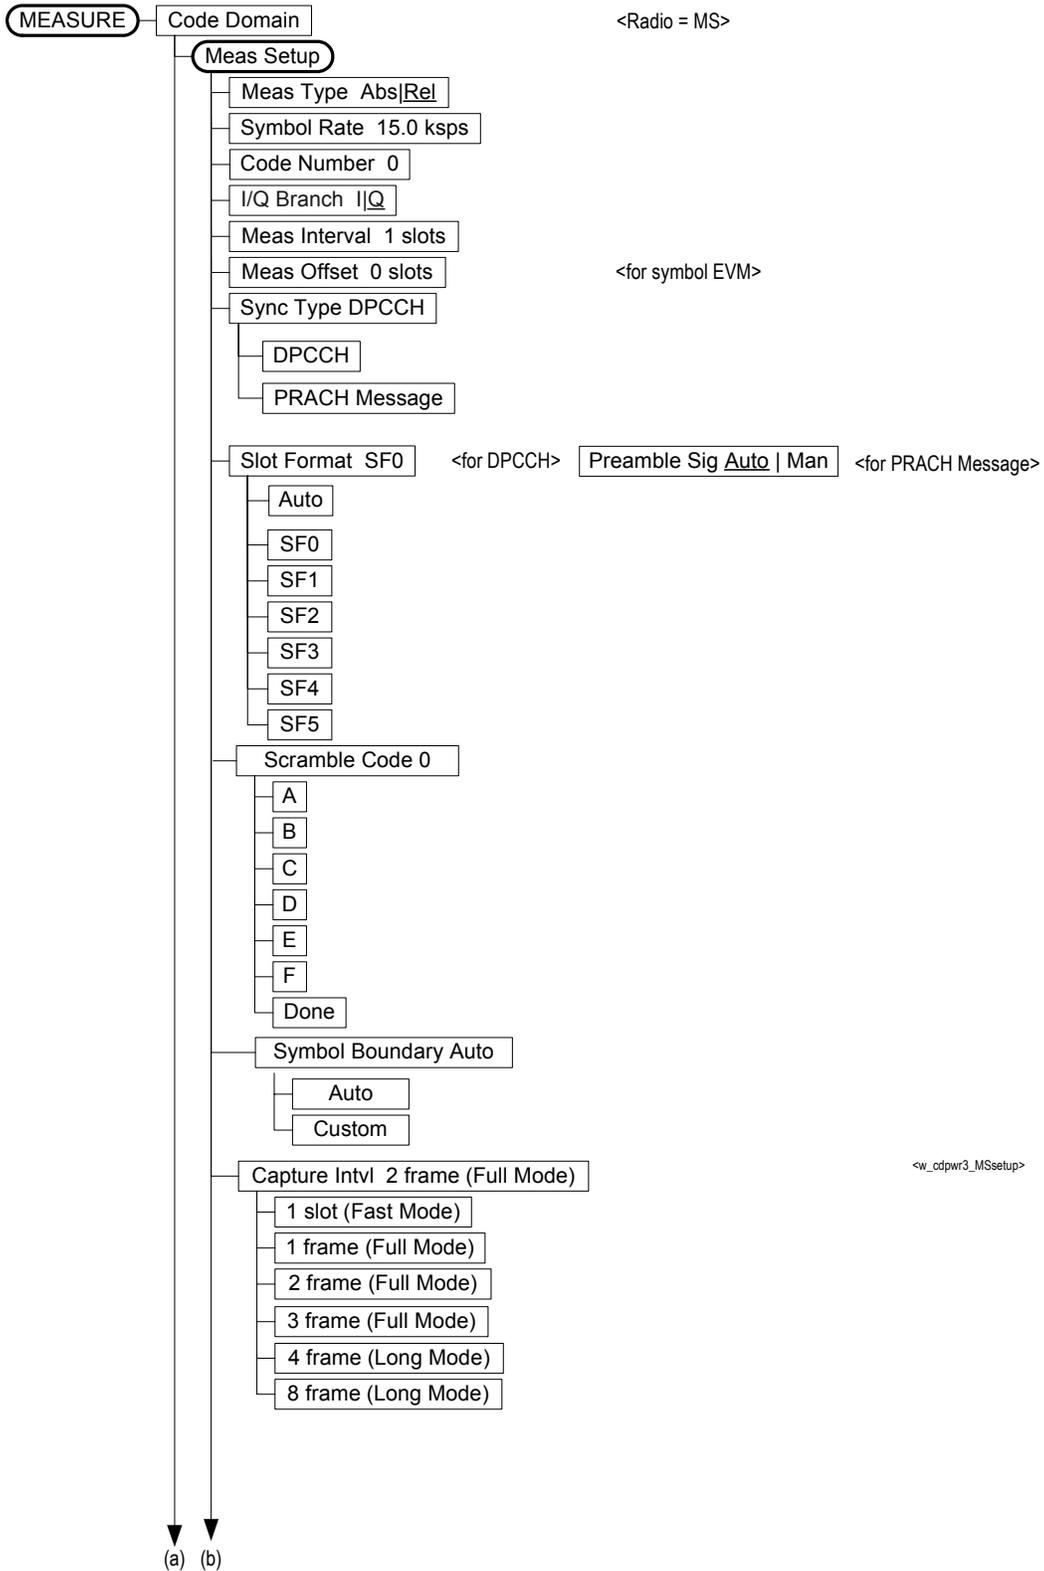 MEASURE Code Domain <Radio = MS>
Meas Setup
Meas Type Abs|Rel
Symbol Rate 15.0 ksps
Code Number 0
I/Q Branch I|Q
Meas Interval 1 slots
Meas Offset 0 slots <for symbol EVM>
Sync Type DPCCH
DPCCH
PRACH Message
Slot Format SF0 <for DPCCH> Preamble Sig Auto | Man <for PRACH Message>
Auto
SF0
SF1
SF2
SF3
SF4
SF5
Scramble Code 0
A
B
C
D
E
F
Done
Symbol Boundary Auto
Auto
Custom
Capture Intvl 2 frame (Full Mode) <w_cdpwr3_MSsetup>
1 slot (Fast Mode)
1 frame (Full Mode)
2 frame (Full Mode)
3 frame (Full Mode)
4 frame (Long Mode)
8 frame (Long Mode)
(a) (b)